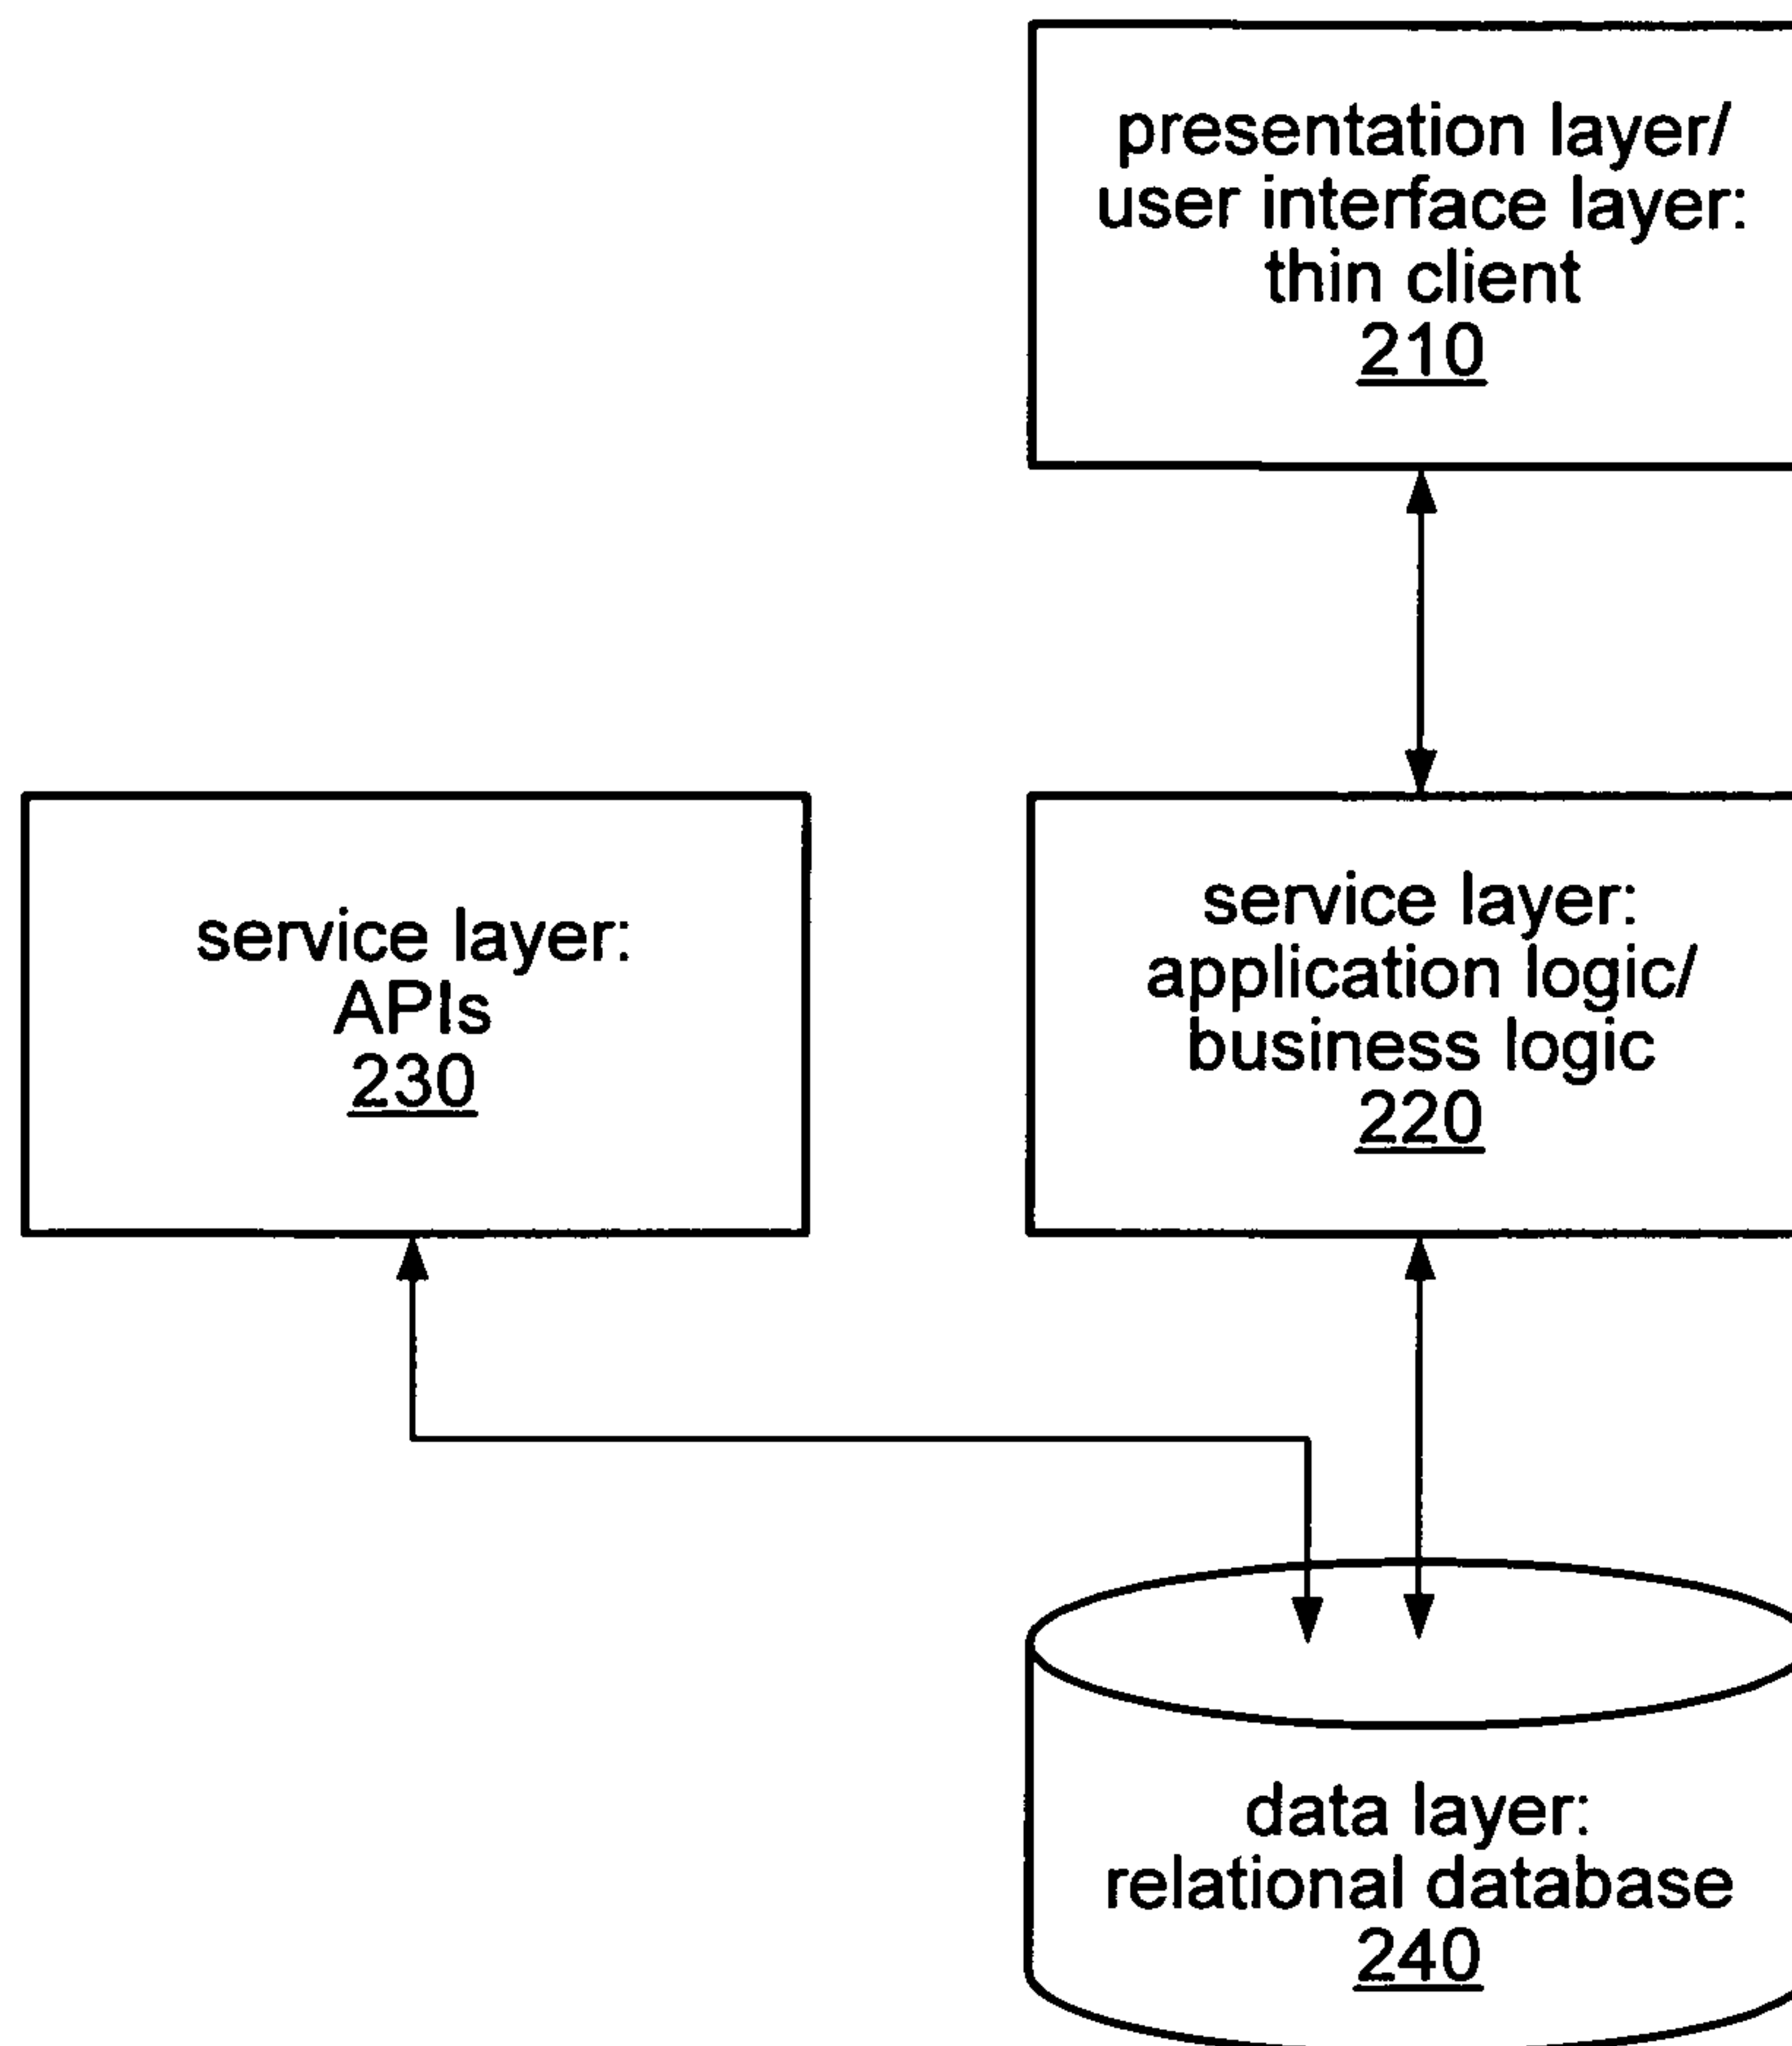 presentation layer/
user interface layer:
thin client
210
service layer:
APIs
230
service layer:
application logic/
business logic
220
data layer:
relational database
240